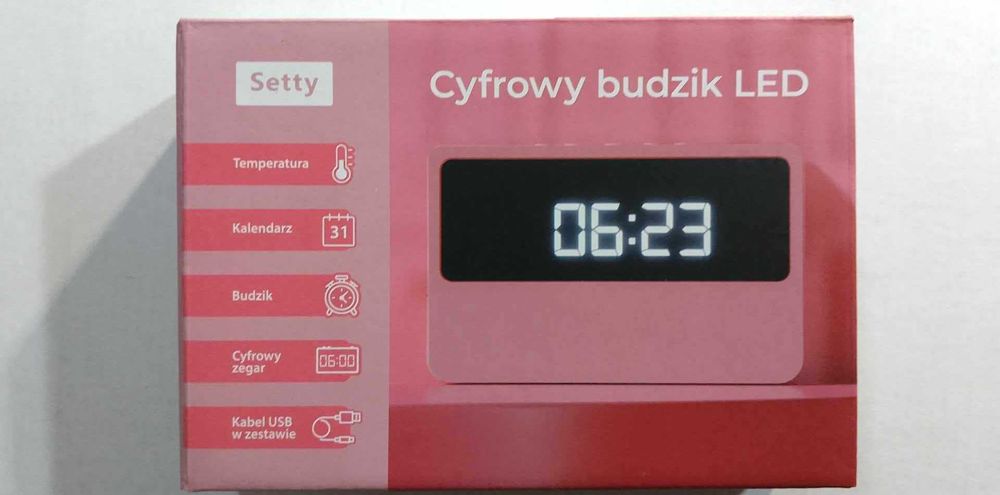 Setty
Cyfrowy budzik LED
Temperatura
Kalendarz
31
Budzik
Cyfrowy
zegar
06:00
Kabel USB
w zestawie
06:23